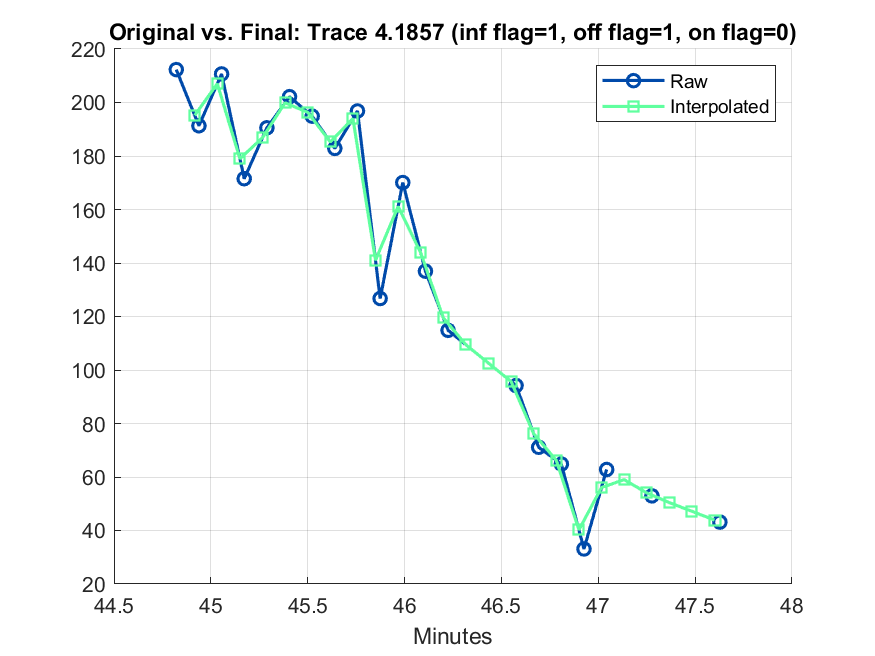 Original vs. Final: Trace 4.1857 (inf flag=1, off flag=1, on flag=0)
Raw
Interpolated
220
200
180
160
140
120
100
80
60
40
20
44.5 45 45.5 46 46.5 47 47.5 48
Minutes